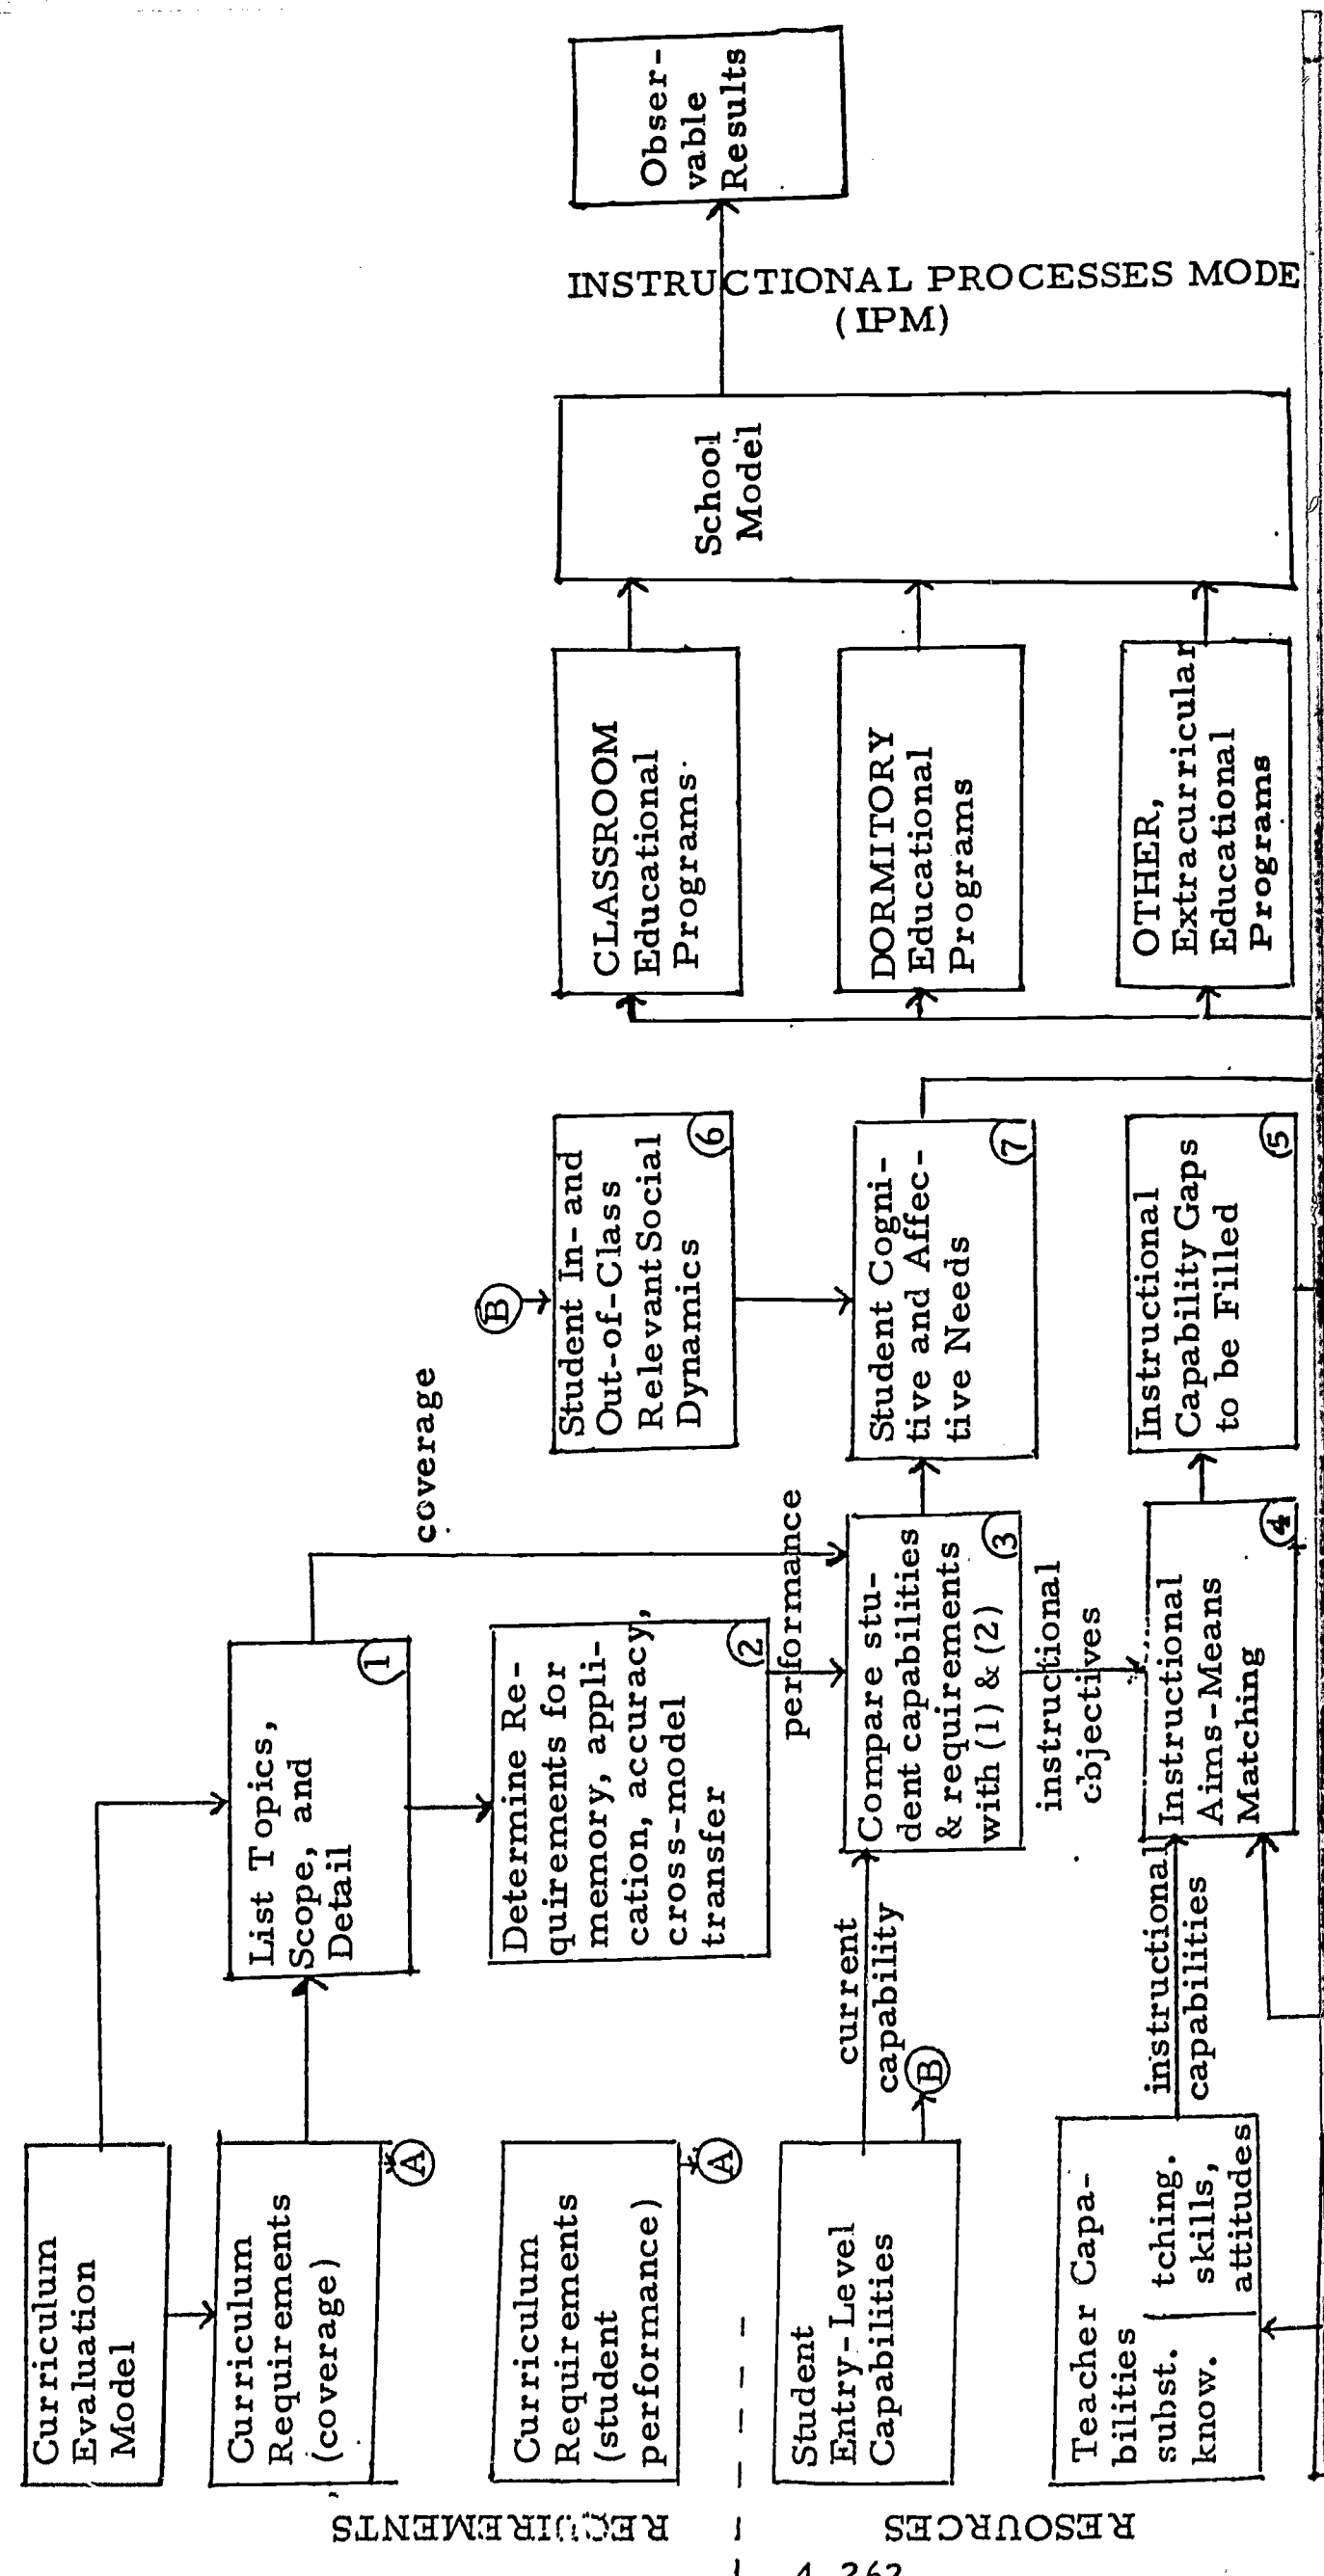 Curriculum
Evaluation
Model
Curriculum
Requirements
(coverage)
A
Curriculum
Requirements
(student
performance)
A
Student
Entry-Level
Capabilities
B
Teacher Capa-
bilities
subst.
know.
tching.
skills,
attitudes
REQUIREMENTS
RESOURCES
List Topics,
Scope, and
Detail
1
Determine Re-
quirements for
memory, appli-
cation, accuracy,
cross-model
transfer
2
coverage
performance
current
capability
Compare stu-
dent capabilities
& requirements
with (1) & (2)
3
instructional
objectives
instructional
capabilities
Instructional
Aims-Means
Matching
4
B
Student In- and
Out-of-Class
Relevant Social
Dynamics
6
Student Cogni-
tive and Affec-
tive Needs
7
Instructional
Capability Gaps
to be Filled
5
CLASSROOM
Educational
Programs
DORMITORY
Educational
Programs
OTHER,
Extracurricular
Educational
Programs
School
Model
INSTRUCTIONAL PROCESSES MODE
(IPM)
Obser-
vable
Results
4.262